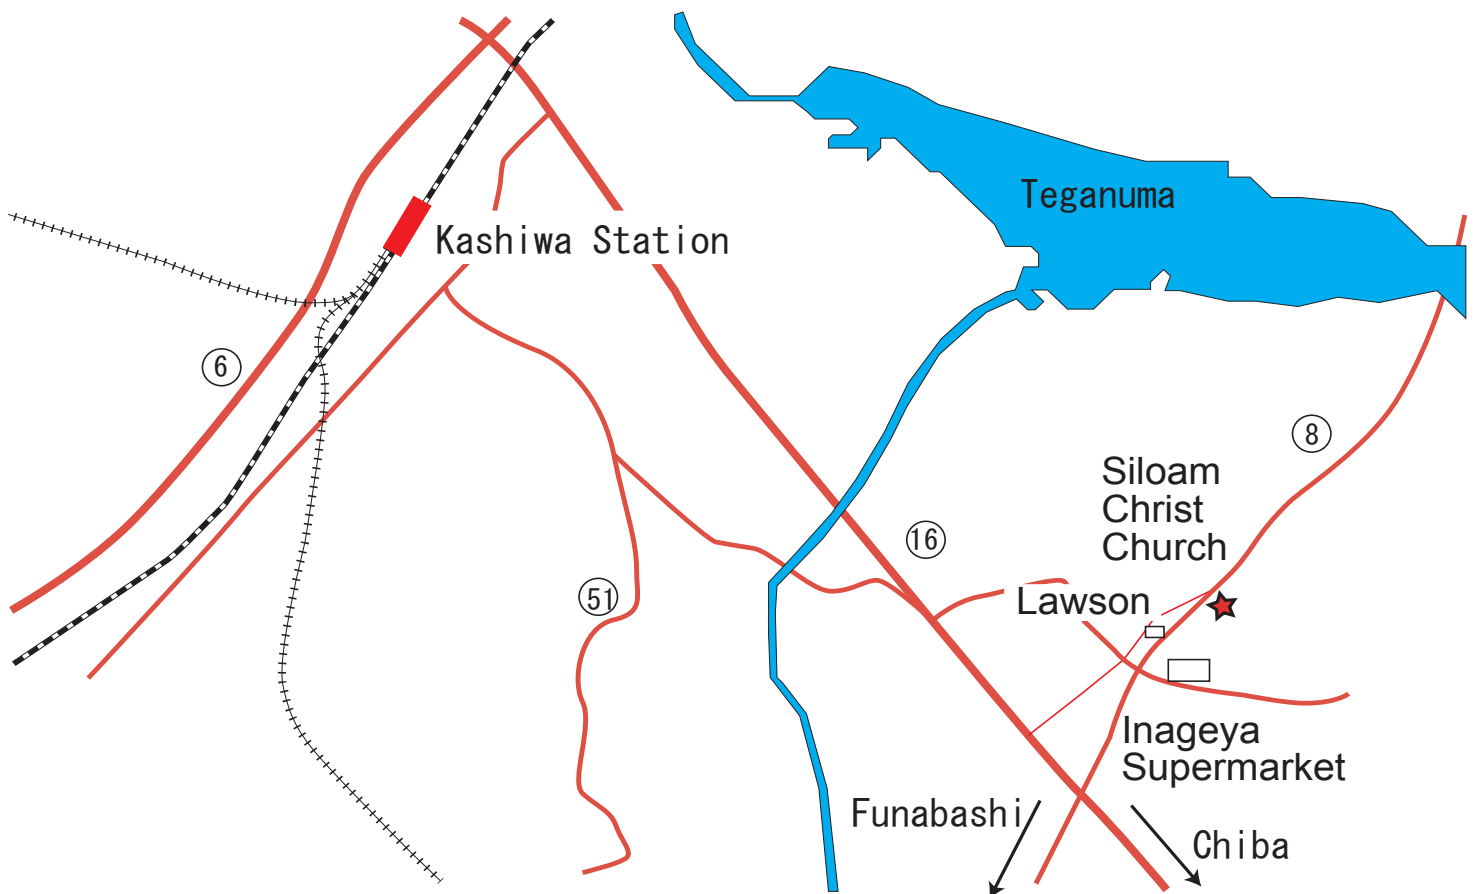 Teganuma
Kashiwa Station
6
8
Siloam
Christ
Church
16
51
Lawson
Inageya
Supermarket
Funabashi
Chiba